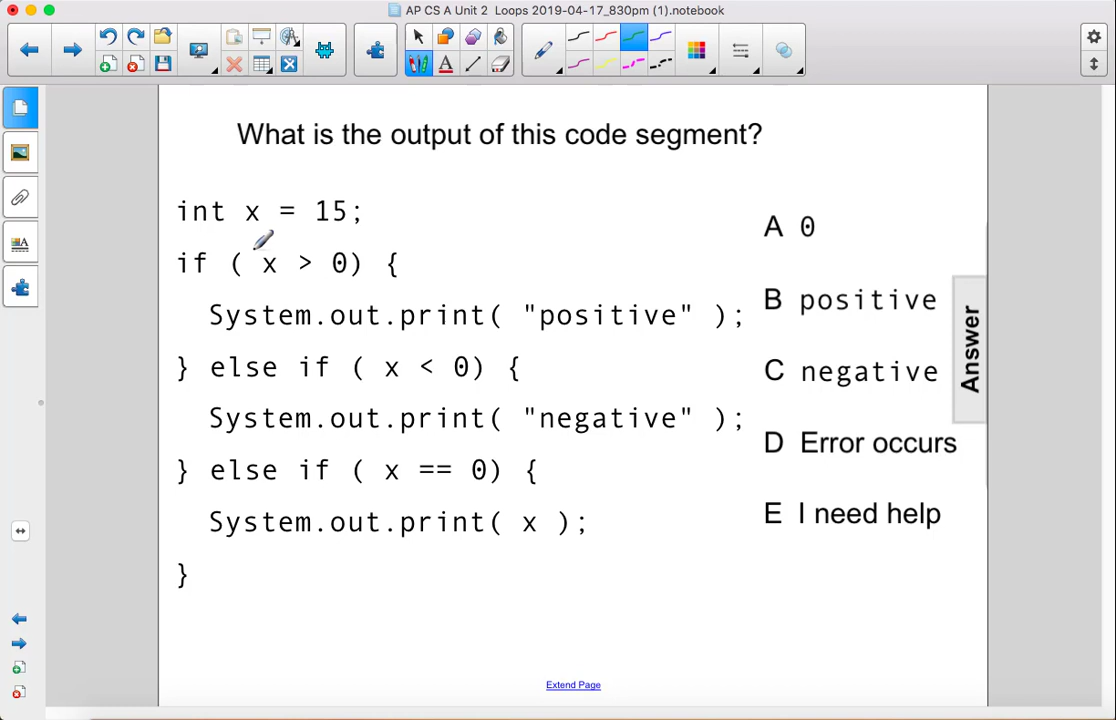 AP CS A Unit 2  Loops 2019-04-17_830pm (1).notebook
What is the output of this code segment?
int x = 15;
if ( x > 0) {
System.out.print( "positive" );
} else if ( x < 0) {
System.out.print( "negative" );
} else if ( x == 0) {
System.out.print( x );
}
A 0
B positive
C negative
D Error occurs
E I need help
Answer
Extend Page